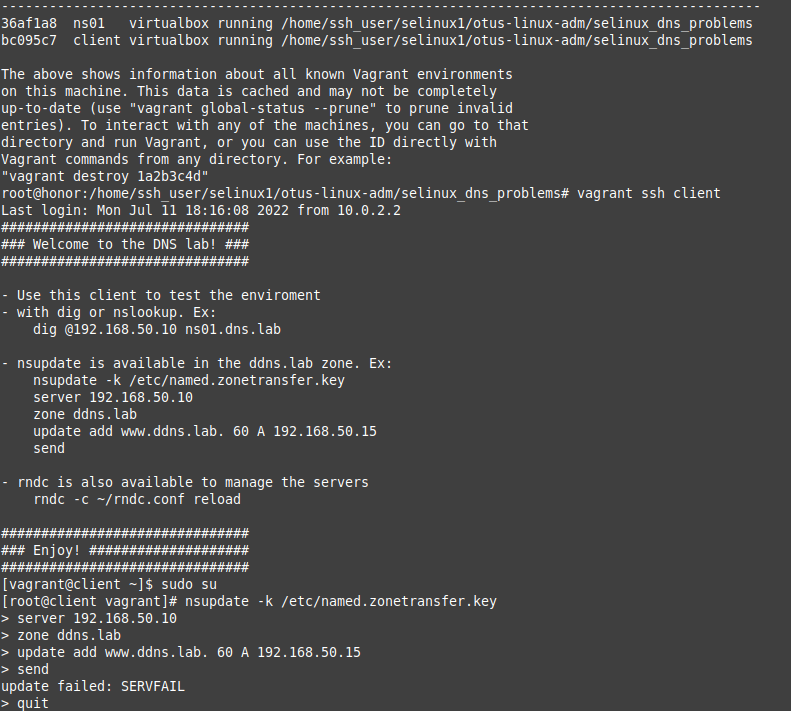 -----------------------------------------------------------------------------------------------
36af1a8  ns01   virtualbox running /home/ssh_user/selinux1/otus-linux-adm/selinux_dns_problems
bc095c7  client virtualbox running /home/ssh_user/selinux1/otus-linux-adm/selinux_dns_problems

The above shows information about all known Vagrant environments
on this machine. This data is cached and may not be completely
up-to-date (use "vagrant global-status --prune" to prune invalid
entries). To interact with any of the machines, you can go to that
directory and run Vagrant, or you can use the ID directly with
Vagrant commands from any directory. For example:
"vagrant destroy 1a2b3c4d"
root@honor:/home/ssh_user/selinux1/otus-linux-adm/selinux_dns_problems# vagrant ssh client
Last login: Mon Jul 11 18:16:08 2022 from 10.0.2.2
###############################
### Welcome to the DNS lab! ###
###############################

- Use this client to test the enviroment
- with dig or nslookup. Ex:
    dig @192.168.50.10 ns01.dns.lab

- nsupdate is available in the ddns.lab zone. Ex:
    nsupdate -k /etc/named.zonetransfer.key
    server 192.168.50.10
    zone ddns.lab
    update add www.ddns.lab. 60 A 192.168.50.15
    send

- rndc is also available to manage the servers
    rndc -c ~/rndc.conf reload

###############################
### Enjoy! ####################
###############################
[vagrant@client ~]$ sudo su
[root@client vagrant]# nsupdate -k /etc/named.zonetransfer.key
> server 192.168.50.10
> zone ddns.lab
> update add www.ddns.lab. 60 A 192.168.50.15
> send
update failed: SERVFAIL
> quit